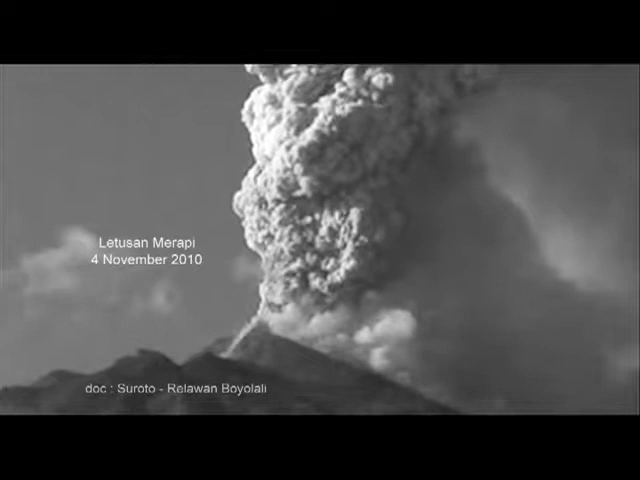 Letusan Merapi
4 November 2010
doc : Suroto - Relawan Boyolali